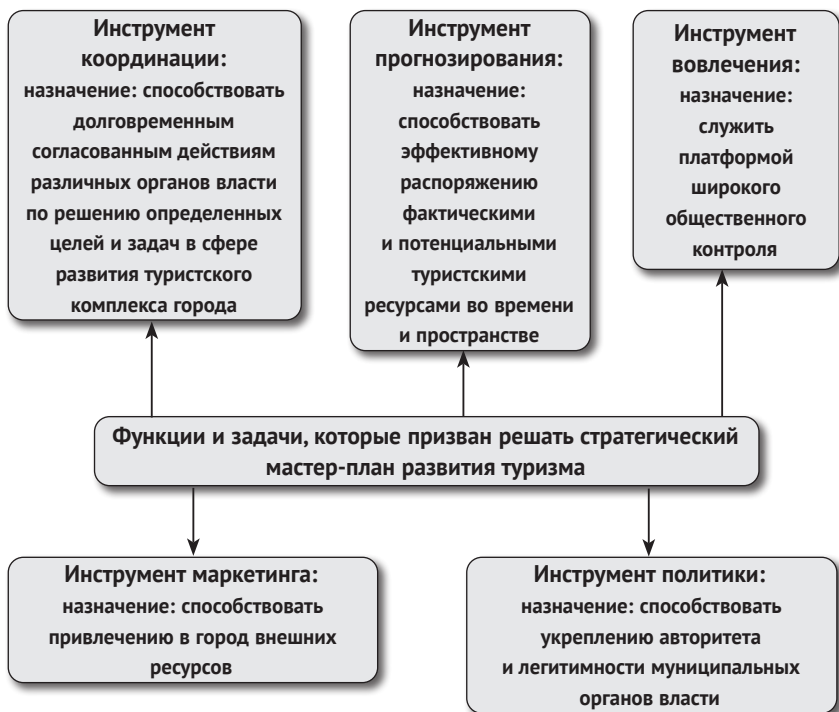 Инструмент
координации:
назначение: способствовать
долговременным
согласованным действиям
различных органов власти
по решению определенных
целей и задач в сфере
развития туристского
комплекса города
Инструмент
прогнозирования:
назначение:
способствовать
эффективному
распоряжению
фактическими
и потенциальными
туристскими
ресурсами во времени
и пространстве
Инструмент
вовлечения:
назначение:
служить
платформой
широкого
общественного
контроля
Функции и задачи, которые призван решать стратегический
мастер-план развития туризма
Инструмент маркетинга:
назначение: способствовать
привлечению в город внешних
ресурсов
Инструмент политики:
назначение: способствовать
укреплению авторитета
и легитимности муниципальных
органов власти